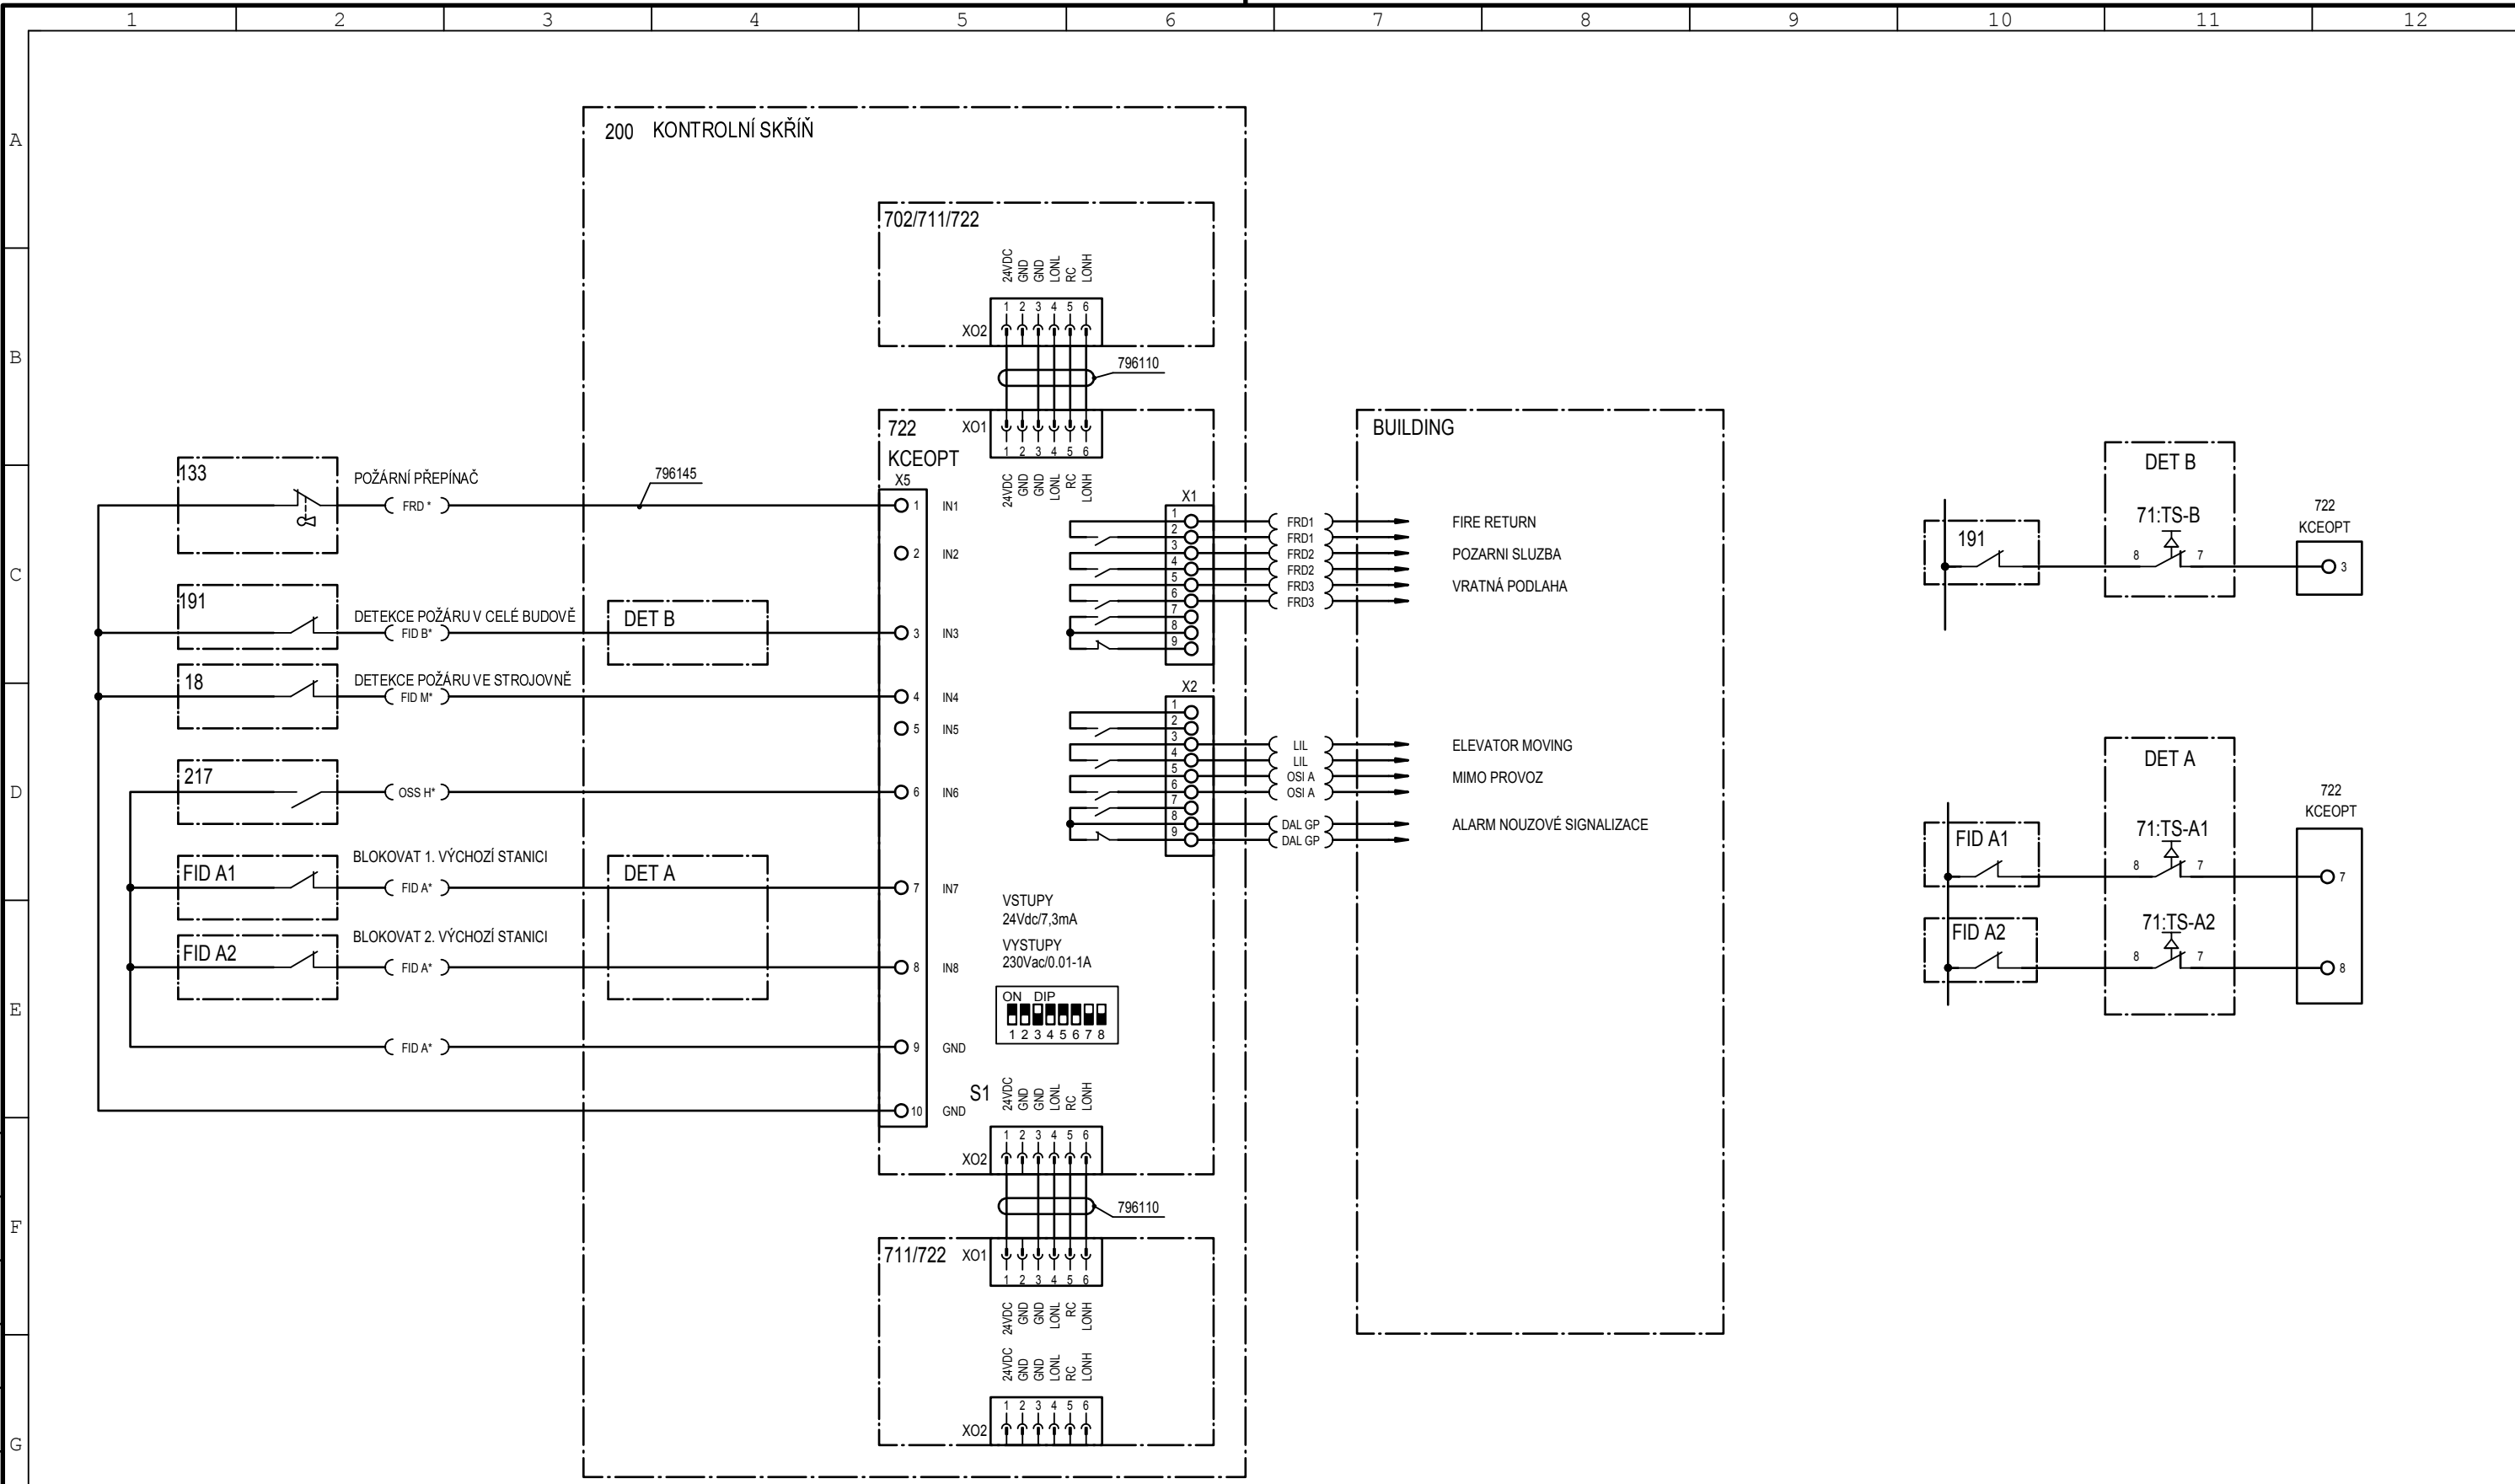 1 2 3 4 5 6 7 8 9 10 11 12
A
B
C
D
E
F
G
200 KONTROLNÍ SKŘÍŇ
702/711/722
24VDC
GND
GND
LONL
RC
LONH
1 2 3 4 5 6
XO2
796110
722
KCEOPT
XO1
1 2 3 4 5 6
24VDC
GND
GND
LONL
RC
LONH
133
POŽÁRNÍ PŘEPÍNAČ
FRD *
796145
X5
1 IN1
2 IN2
191
DETEKCE POŽÁRU V CELÉ BUDOVĚ
FID B*
DET B
3 IN3
18
DETEKCE POŽÁRU VE STROJOVNĚ
FID M*
4 IN4
5 IN5
217
OSS H*
6 IN6
FID A1
BLOKOVAT 1. VÝCHOZÍ STANICI
FID A*
DET A
7 IN7
FID A2
BLOKOVAT 2. VÝCHOZÍ STANICI
FID A*
8 IN8
FID A*
9 GND
10 GND
X1
1
2
3
4
5
6
7
8
9
FRD1
FRD1
FRD2
FRD2
FRD3
FRD3
X2
1
2
3
4
5
6
7
8
9
LIL
LIL
OSI A
OSI A
DAL GP
DAL GP
BUILDING
FIRE RETURN
POZARNI SLUZBA
VRATNÁ PODLAHA
ELEVATOR MOVING
MIMO PROVOZ
ALARM NOUZOVÉ SIGNALIZACE
VSTUPY
24Vdc/7,3mA
VYSTUPY
230Vac/0.01-1A
ON DIP
1 2 3 4 5 6 7 8
S1
24VDC
GND
GND
LONL
RC
LONH
1 2 3 4 5 6
XO2
796110
711/722
XO1
1 2 3 4 5 6
24VDC
GND
GND
LONL
RC
LONH
24VDC
GND
GND
LONL
RC
LONH
1 2 3 4 5 6
XO2
DET B
71:TS-B
191
8 7
722
KCEOPT
3
DET A
71:TS-A1
FID A1
8 7
722
KCEOPT
7
71:TS-A2
FID A2
8 7
8